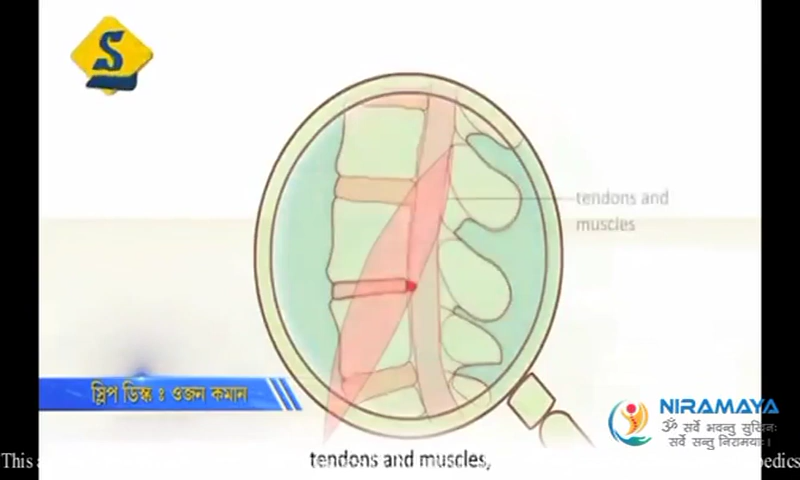 S
tendons and
muscles
স্লিপ ডিস্ক ঃ ওজন কমান
NIRAMAYA
ॐ सर्वे भवन्तु सुखिनः
सर्वे सन्तु निरामयाः।
tendons and muscles,
This
pedics